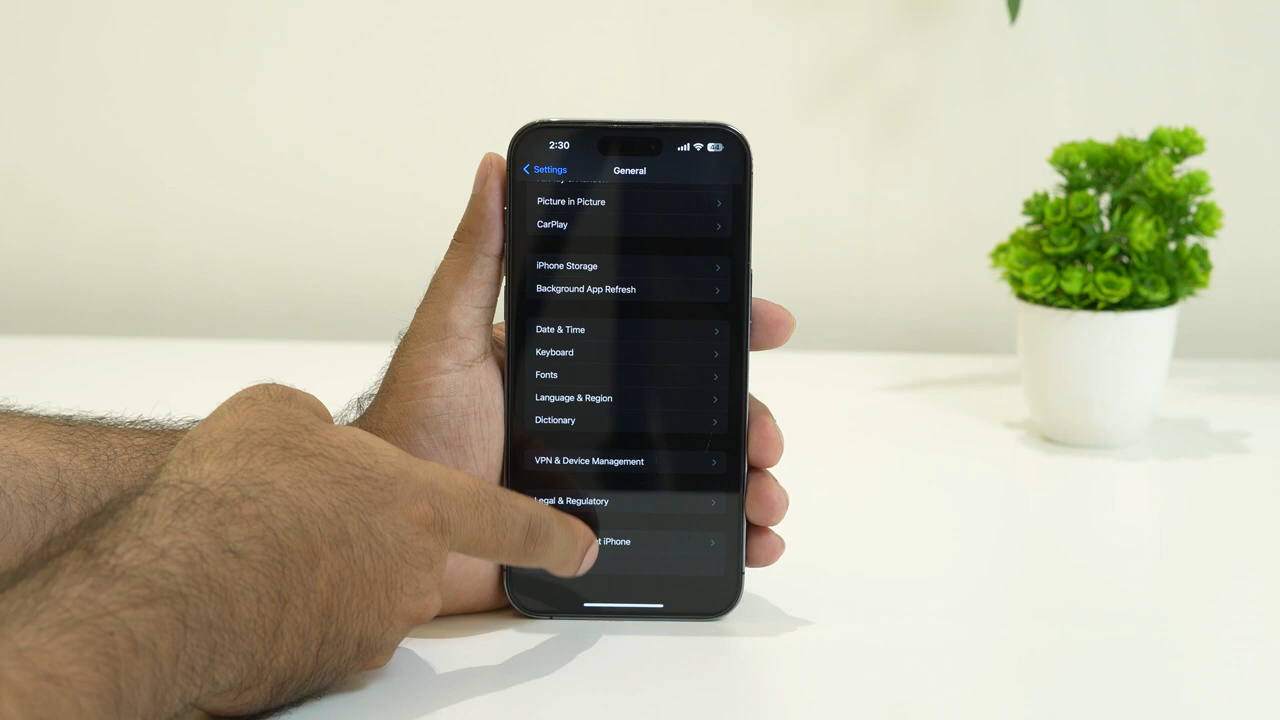 2:30
44
Settings
General
Picture in Picture
CarPlay
iPhone Storage
Background App Refresh
Date & Time
Keyboard
Fonts
Language & Region
Dictionary
VPN & Device Management
Legal & Regulatory
iPhone